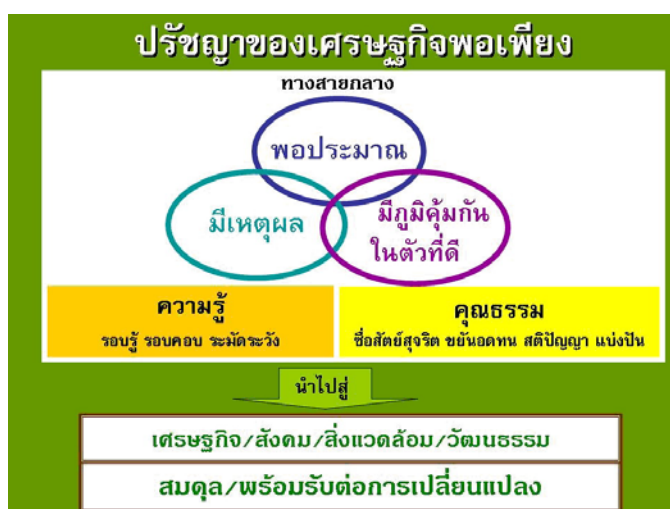 ปรัชญาของเศรษฐกิจพอเพียง
ทางสายกลาง
พอประมาณ
มีเหตุผล
มีภูมิคุ้มกัน
ในตัวที่ดี
ความรู้
รอบรู้ รอบคอบ ระมัดระวัง
คุณธรรม
ซื่อสัตย์สุจริต ขยันอดทน สติปัญญา แบ่งปัน
นำไปสู่
เศรษฐกิจ/สังคม/สิ่งแวดล้อม/วัฒนธรรม
สมดุล/พร้อมรับต่อการเปลี่ยนแปลง